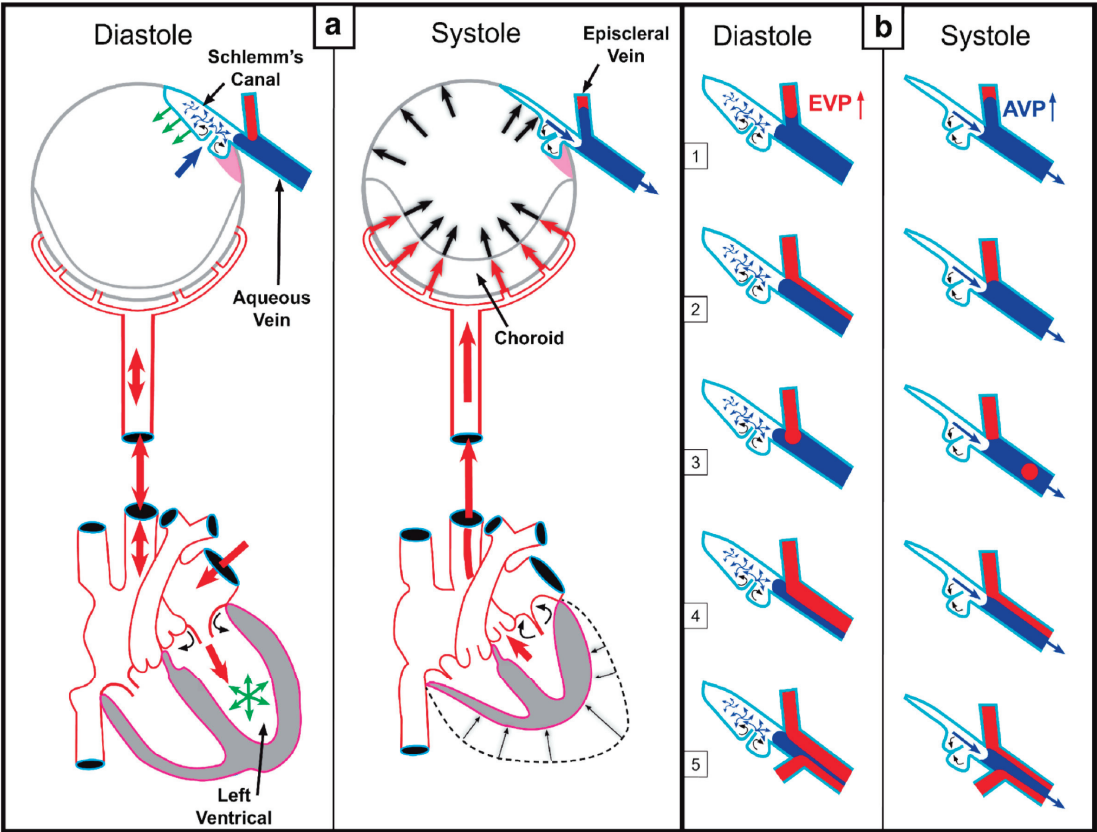 a
Diastole
Systole
Schlemm's
Canal
Episcleral
Vein
Aqueous
Vein
Choroid
Left
Ventrical
b
Diastole
Systole
EVP
AVP
1
2
3
4
5